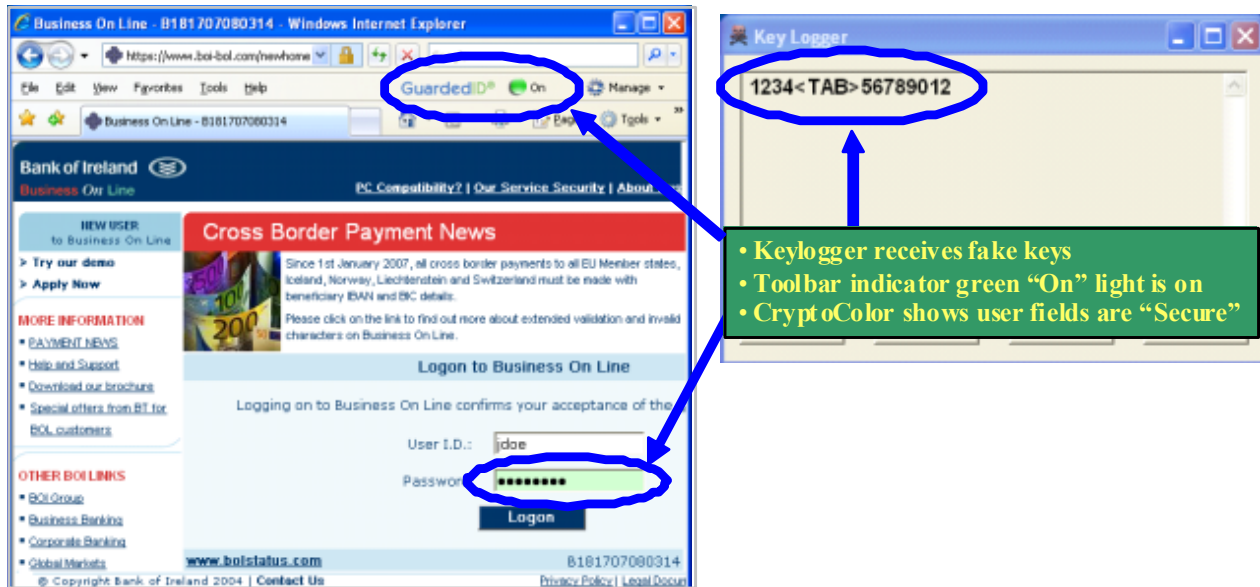 Business On Line - B181707080314 - Windows Internet Explorer
https://www.boi-bol.com/newhome
File Edit View Favorites Tools Help
GuardedID® On Manage
Business On Line - B181707080314
Tools
Bank of Ireland
Business On Line
PC Compatibility? | Our Service Security |
NEW USER
to Business On Line
> Try our demo
> Apply Now
MORE INFORMATION
PAYMENT NEWS
Help and Support
Download our brochure
Special offers from BT for
BOL customers
OTHER BOI LINKS
BOI Group
Business Banking
Corporate Banking
Global Markets
Cross Border Payment News
Since 1st January 2007, all cross border payments to all EU Member states,
Iceland, Norway, Liechtenstein and Switzerland must be made with
beneficiary IBAN and BIC details.
Please click on the link to find out more about extended validation and invalid
characters on Business On Line.
500
100
200
Logon to Business On Line
Logging on to Business On Line confirms your acceptance of the
User I.D.: jdoe
Passwor
Logon
www.bolstatus.com B181707080314
© Copyright Bank of Ireland 2004 | Contact Us Privacy Policy | Legal Docum
Key Logger
1234<TAB>56789012
• Keylogger receives fake keys
• Toolbar indicator green “On” light is on
• CryptoColor shows user fields are “Secure”